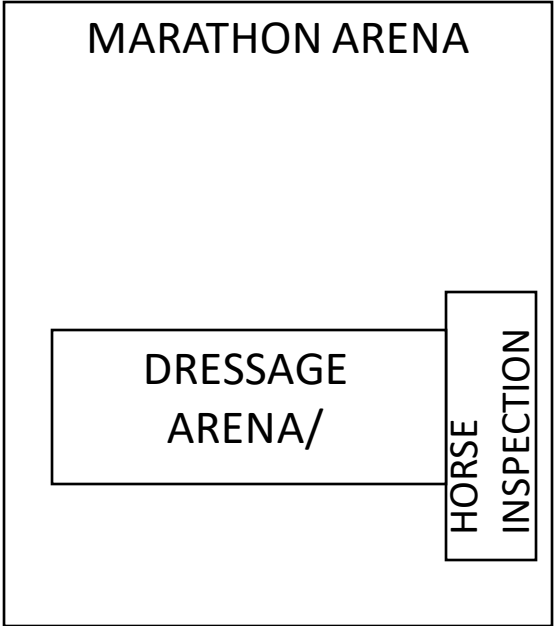 MARATHON ARENA
DRESSAGE
ARENA/
HORSE
INSPECTION